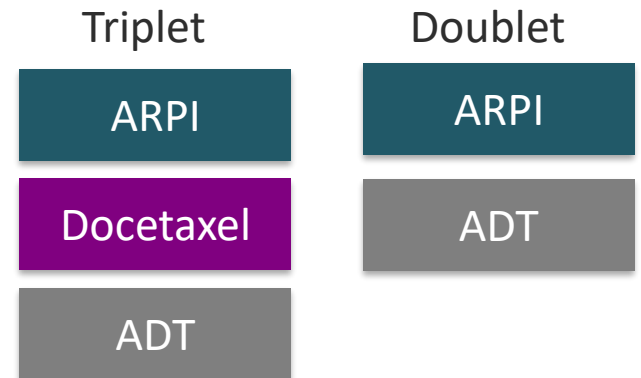 Triplet
ARPI
Docetaxel
ADT
Doublet
ARPI
ADT